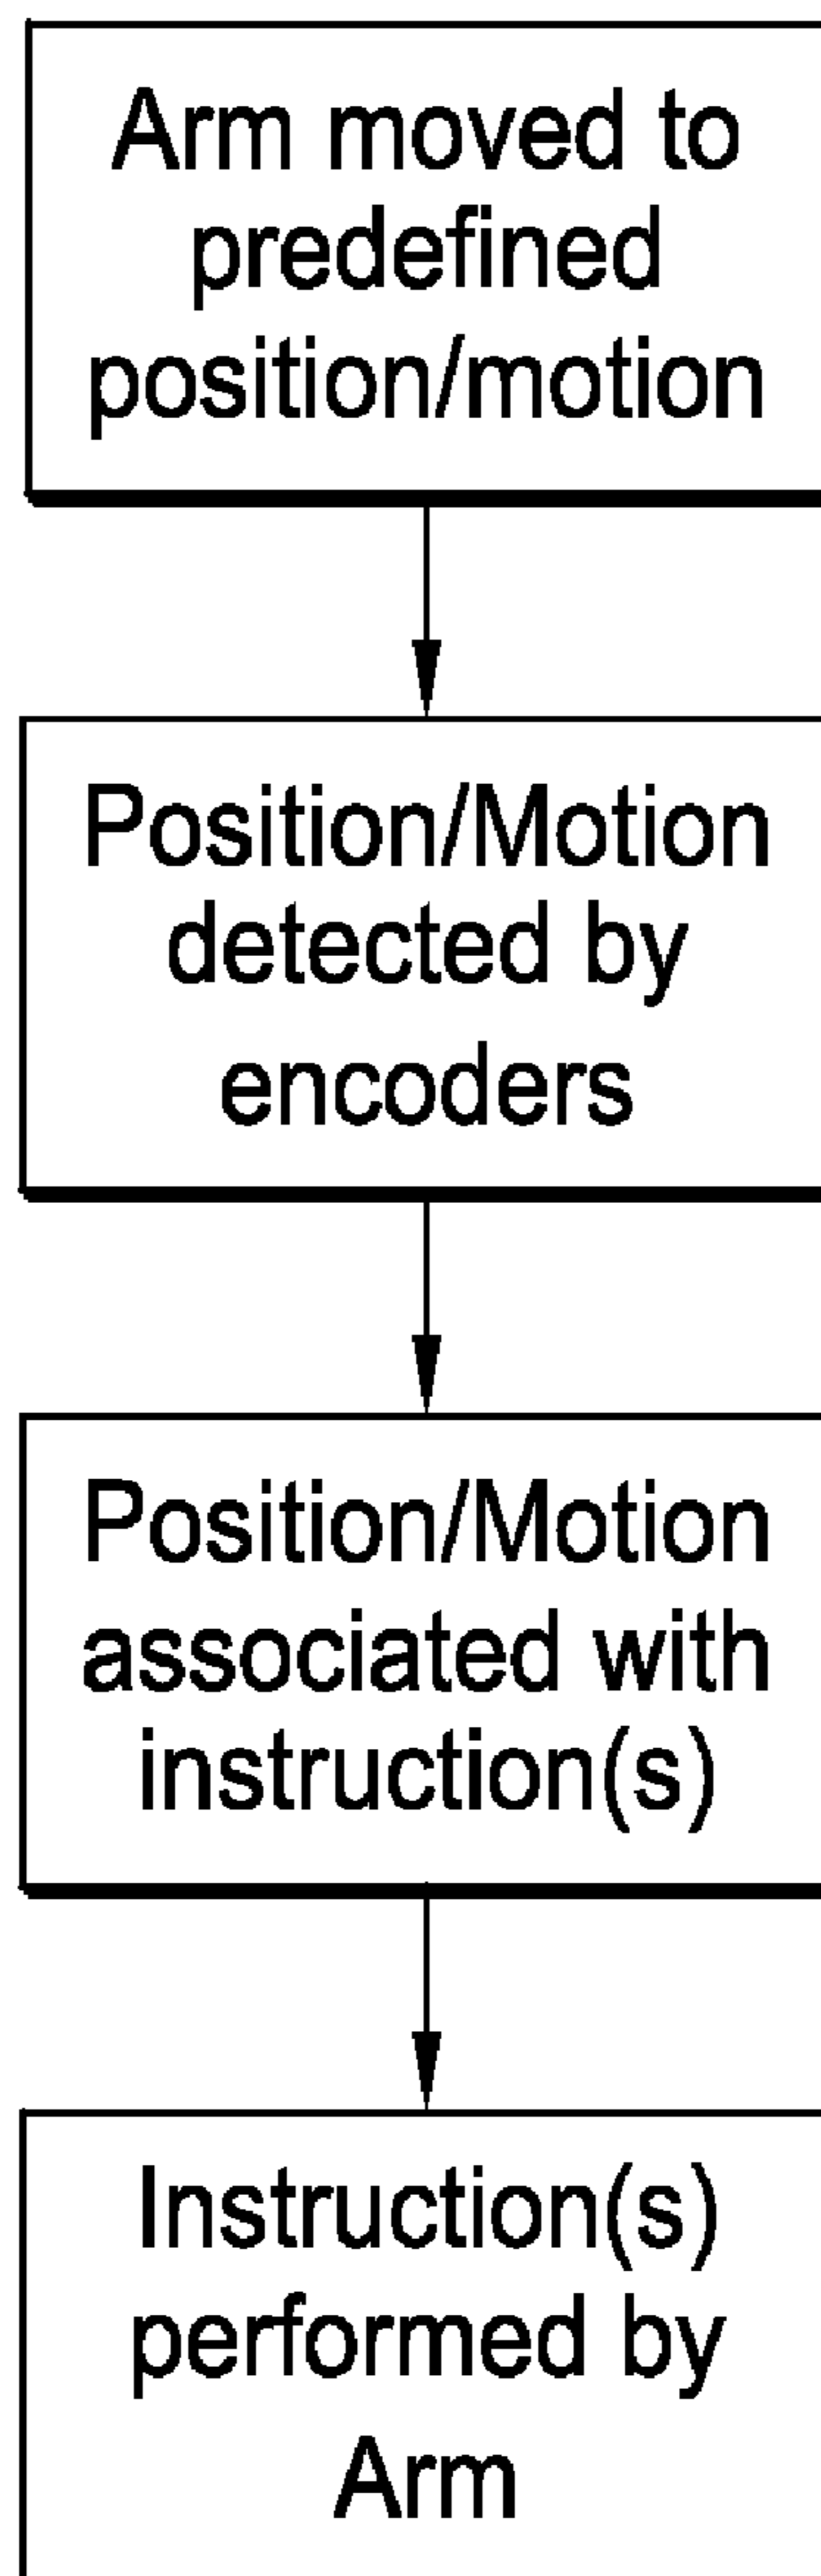 Arm moved to
predefined
position/motion
Position/Motion
detected by
encoders
Position/Motion
associated with
instruction(s)
Instruction(s)
performed by
Arm